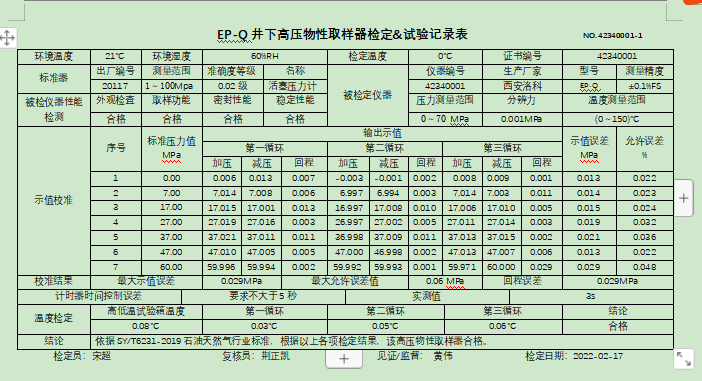 EP-Q 井下高压物性取样器检定&试验记录表 NO.42340001-1
环境温度 21℃ 环境湿度 60%RH 检定温度 0℃ 证书编号 42340001
标准器 出厂编号 测量范围 准确度等级 名称 被检定仪器 仪器编号 生产厂家 型号 测量精度
20117 1～100Mpa 0.02 级 活塞压力计 42340001 西安洛科 EP-Q ±0.1%FS
被检仪器性能检测 外观检查 取样功能 密封性能 稳定性能 压力测量范围 分辨力 温度测量范围
合格 合格 合格 合格 0～70 MPa 0.001MPa (0～150)℃
示值校准 序号 标准压力值 MPa 输出示值 示值误差 MPa 允许误差 %
第一循环 第二循环 第三循环
加压 减压 回程 加压 减压 回程 加压 减压 回程
1 0.00 0.006 0.013 0.007 -0.003 -0.001 0.002 0.008 0.009 0.001 0.013 0.022
2 7.00 7.014 7.008 0.006 6.997 6.994 0.003 7.014 7.003 0.011 0.014 0.023
3 17.00 17.015 17.001 0.013 16.997 17.008 0.010 17.006 17.010 0.005 0.015 0.024
4 27.00 27.019 27.016 0.003 26.997 27.002 0.005 27.011 27.014 0.003 0.019 0.032
5 37.00 37.021 37.011 0.011 36.998 37.009 0.011 37.013 37.015 0.002 0.021 0.036
6 47.00 47.010 47.005 0.005 47.000 46.998 0.002 47.013 47.007 0.006 0.013 0.022
7 60.00 59.996 59.994 0.002 59.992 59.993 0.001 59.971 60.000 0.029 0.029 0.048
校准结果 最大示值误差 0.029MPa 最大允许误差值 0.06 MPa 回程误差 0.029MPa
计时器时间控制误差 要求不大于 5 秒 实测值 3s
温度检定 高低温试验箱温度 第一循环 第二循环 第三循环 结论
0.08℃ 0.03℃ 0.05℃ 0.06℃ 合格
结论 依据 SY/T6231-2019 石油天然气行业标准，根据以上各项检定结果，该高压物性取样器合格。
检定员：宋超 复核员：荆正凯 见证/监督： 黄伟 检定日期：2022-02-17